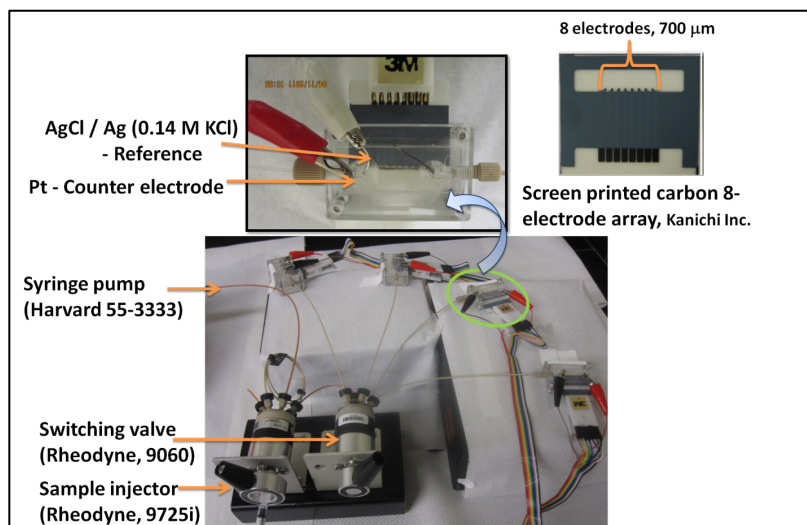 8 electrodes, 700 µm
3M
AgCl / Ag (0.14 M KCl)
- Reference
Pt - Counter electrode
Screen printed carbon 8-
electrode array, Kanichi Inc.
Syringe pump
(Harvard 55-3333)
Switching valve
(Rheodyne, 9060)
Sample injector
(Rheodyne, 9725i)